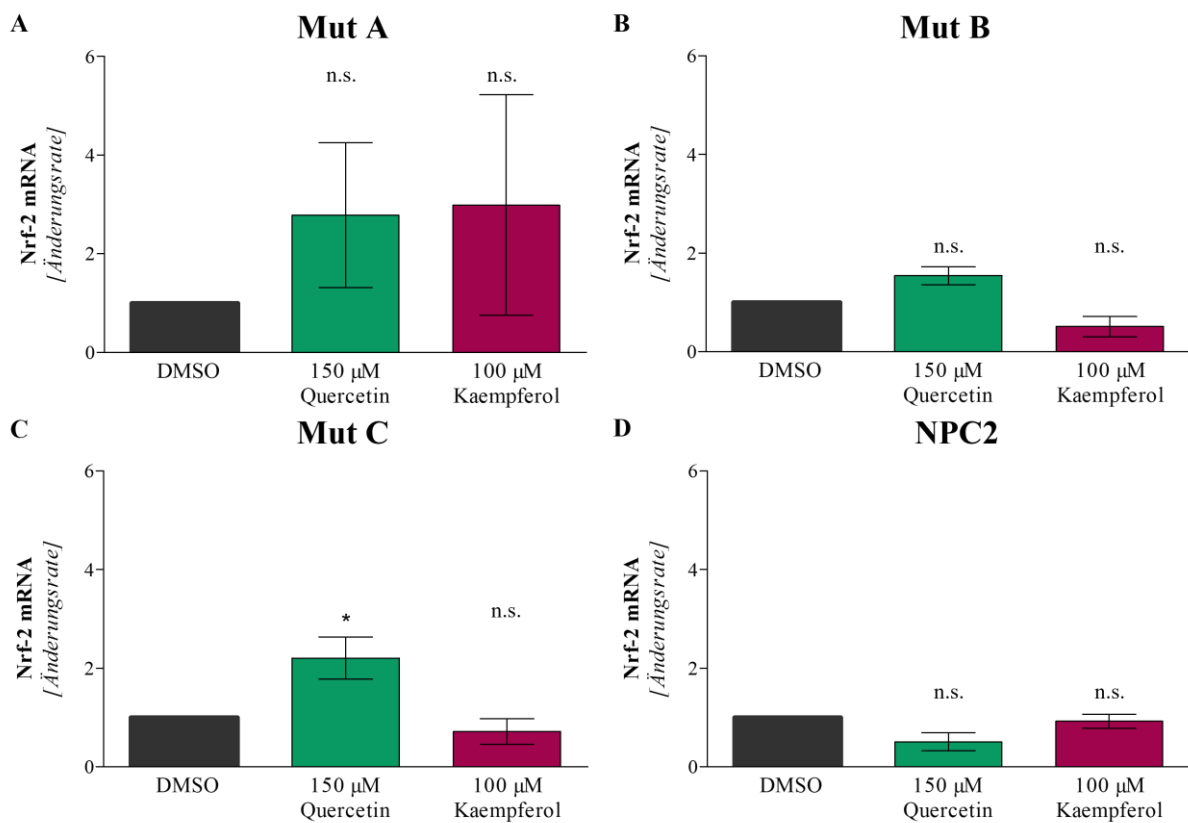 A
Mut A
Nrf-2 mRNA
[Änderungsrate]
6
4
2
0
n.s.
n.s.
DMSO
150 µM
Quercetin
100 µM
Kaempferol
B
Mut B
Nrf-2 mRNA
[Änderungsrate]
6
4
2
0
n.s.
n.s.
DMSO
150 µM
Quercetin
100 µM
Kaempferol
C
Mut C
Nrf-2 mRNA
[Änderungsrate]
6
4
2
0
*
n.s.
DMSO
150 µM
Quercetin
100 µM
Kaempferol
D
NPC2
Nrf-2 mRNA
[Änderungsrate]
6
4
2
0
n.s.
n.s.
DMSO
150 µM
Quercetin
100 µM
Kaempferol